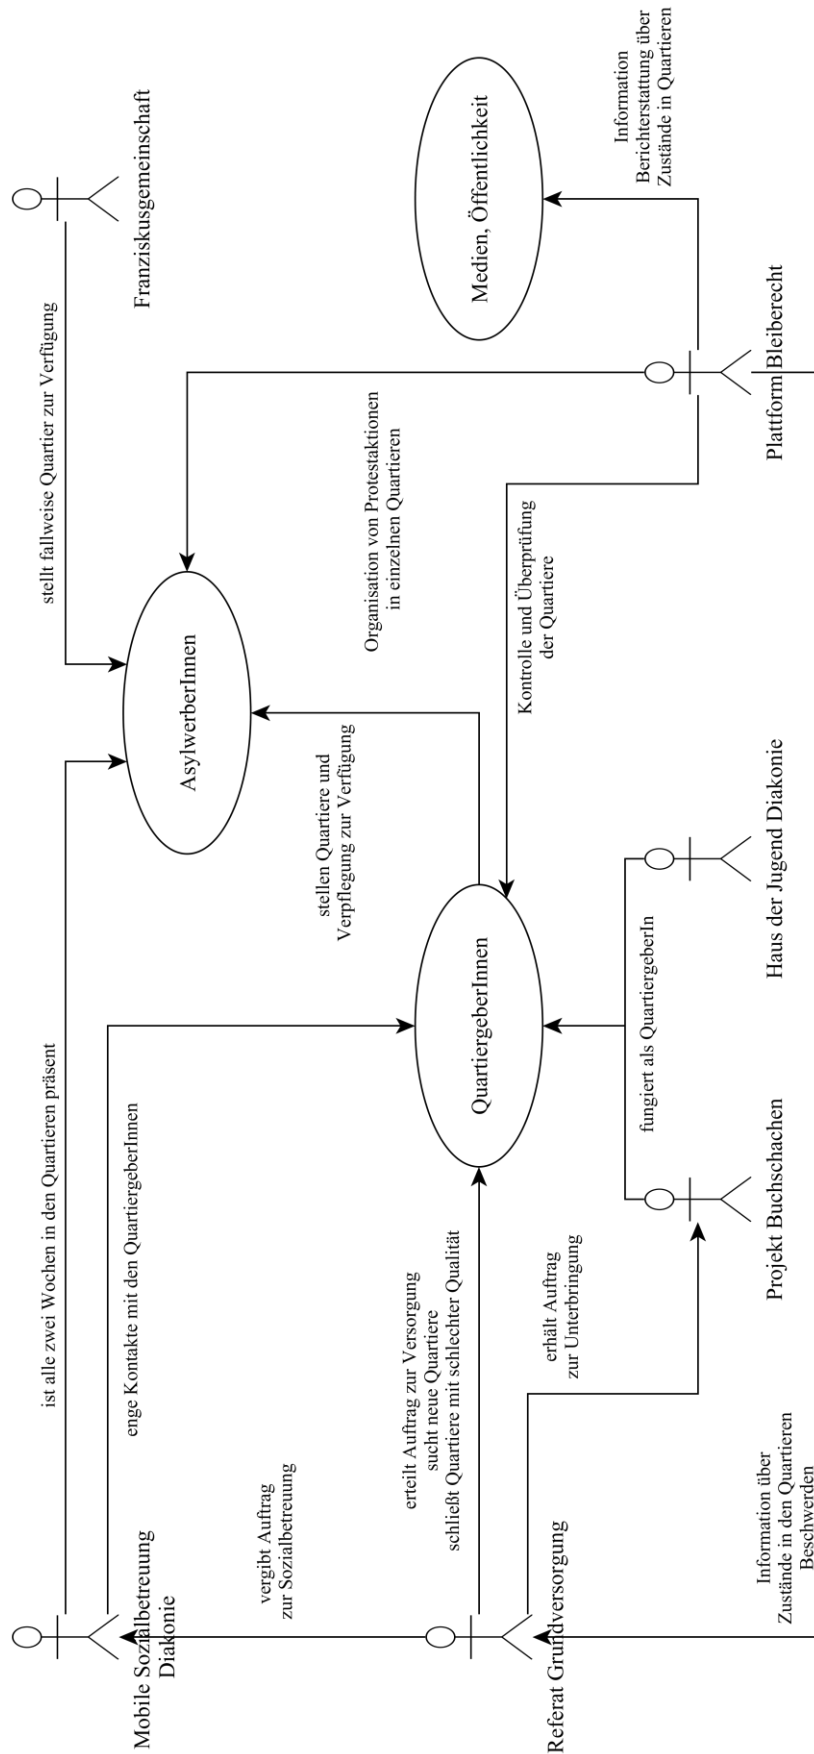 ist alle zwei Wochen in den Quartieren präsent
stellt fallweise Quartier zur Verfügung
Franziskusgemeinschaft
enge Kontakte mit den QuartiergeberInnen
Mobile Sozialbetreuung
Diakonie
AsylwerberInnen
vergibt Auftrag
zur Sozialbetreuung
stellen Quartiere und
Verpflegung zur Verfügung
Organisation von Protestaktionen
in einzelnen Quartieren
erteilt Auftrag zur Versorgung
sucht neue Quartiere
schließt Quartiere mit schlechter Qualität
QuartiergeberInnen
Medien, Öffentlichkeit
Kontrolle und Überprüfung
der Quartiere
Referat Grundversorgung
erhält Auftrag
zur Unterbringung
fungiert als QuartiergeberIn
Information
Berichterstattung über
Zustände in Quartieren
Projekt Buchschachen
Haus der Jugend Diakonie
Plattform Bleiberecht
Information über
Zustände in den Quartieren
Beschwerden